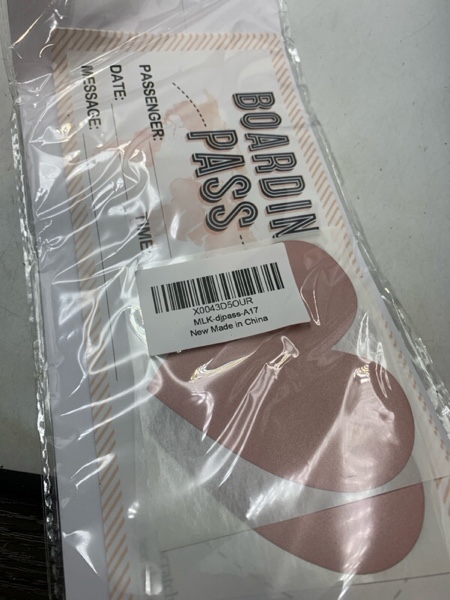 BOARDIN
PASS
PASSENGER:
DATE:
TIME
MESSAGE:
X0043D5OUR
MLK-djpass-A17
New Made in China